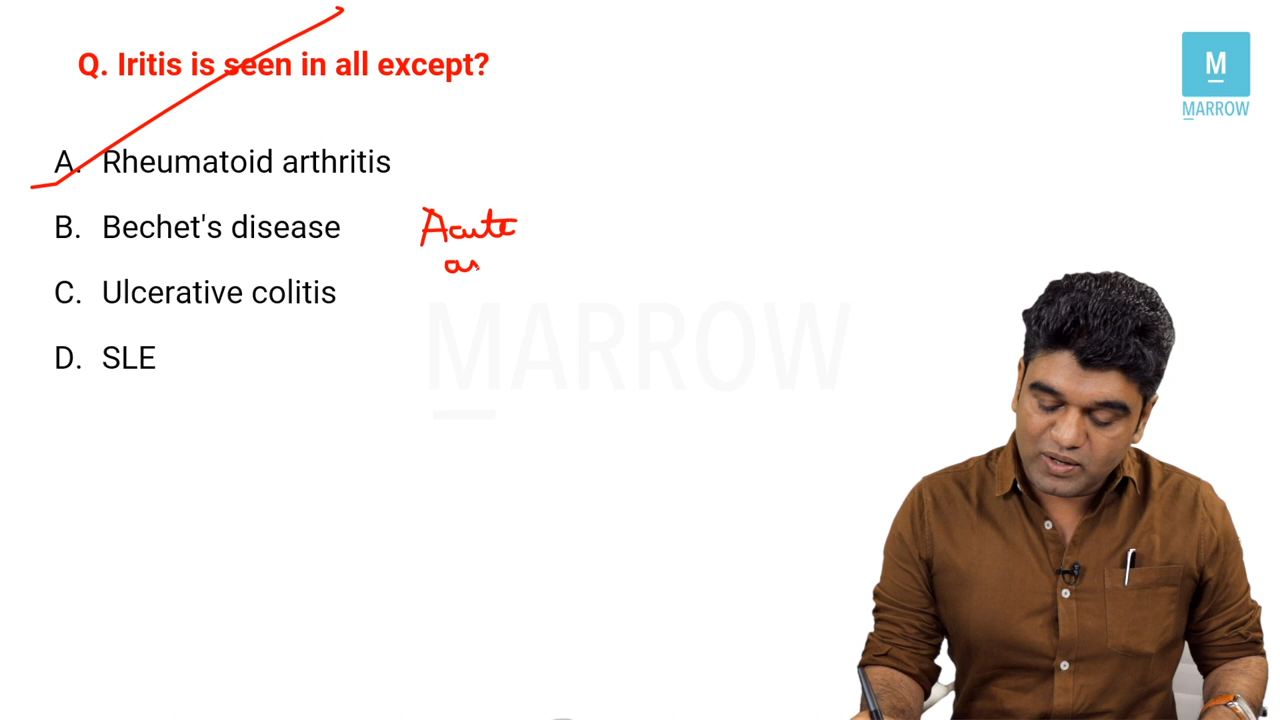 Q. Iritis is seen in all except?
M
MARROW
A. Rheumatoid arthritis
B. Bechet's disease
Acute
C. Ulcerative colitis
MARROW
D. SLE